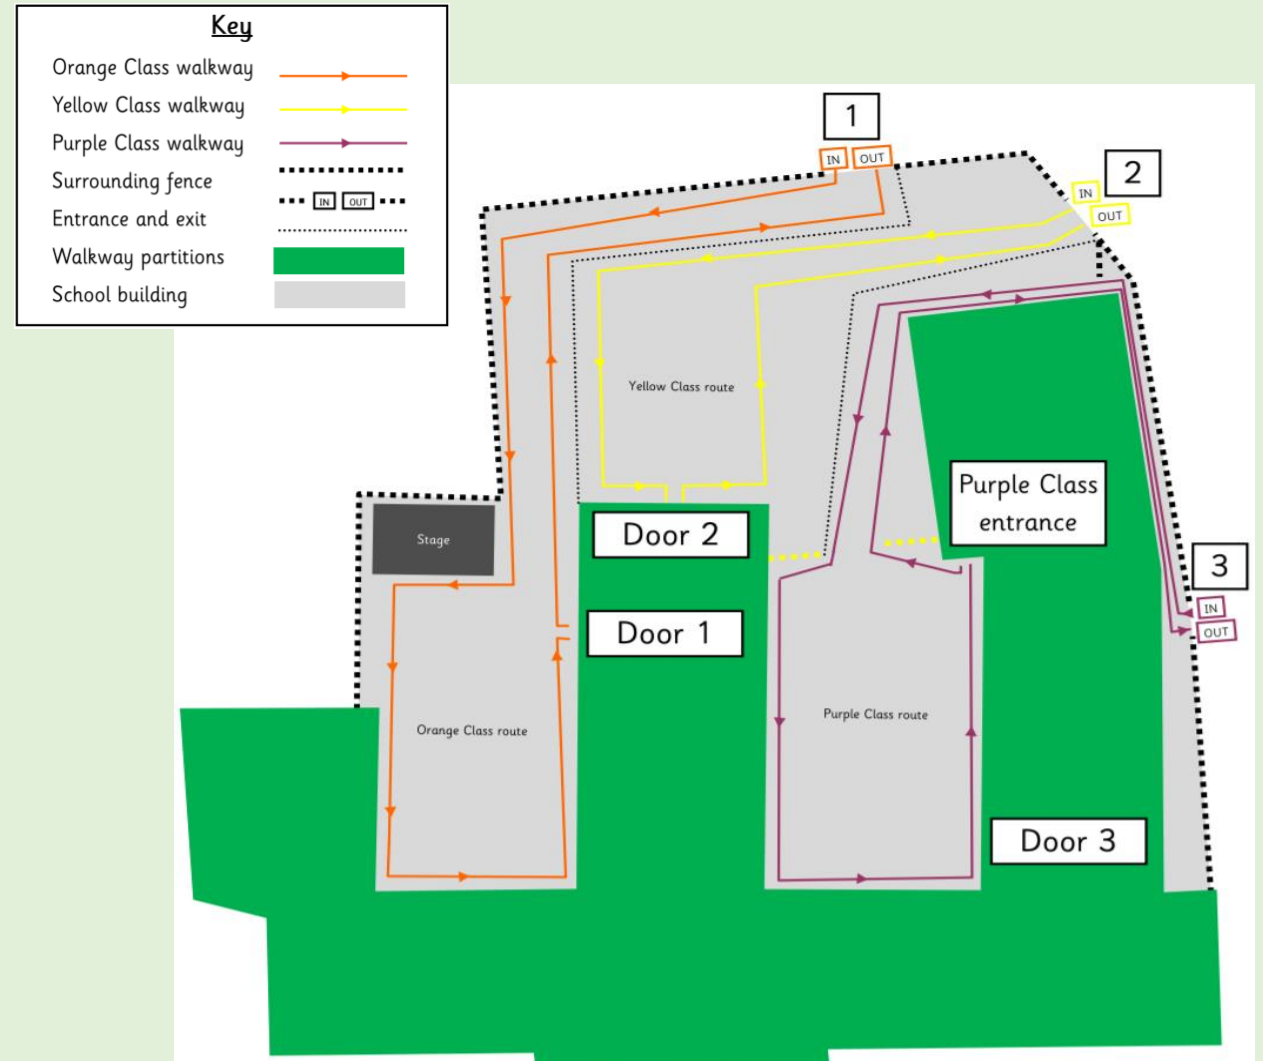 Key
Orange Class walkway
Yellow Class walkway
Purple Class walkway
Surrounding fence
IN OUT
Entrance and exit
Walkway partitions
School building
1
IN OUT
2
IN
OUT
Yellow Class route
Purple Class
entrance
Door 2
Stage
3
IN
OUT
Door 1
Purple Class route
Orange Class route
Door 3